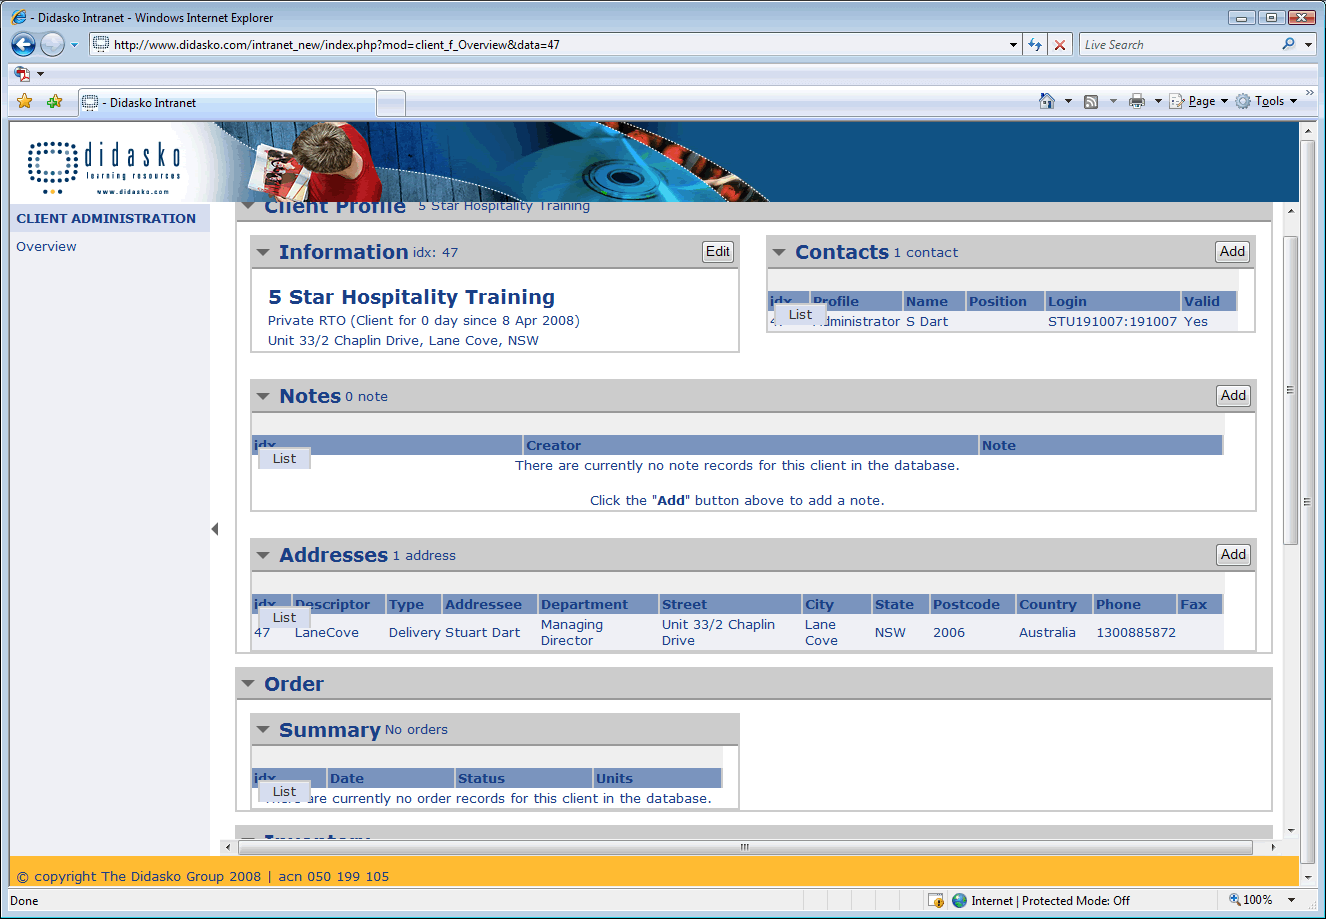 - Didasko Intranet - Windows Internet Explorer
http://www.didasko.com/intranet_new/index.php?mod=client_f_Overview&data=47
Live Search
- Didasko Intranet
Page
Tools
didasko
learning resources
www.didasko.com
CLIENT ADMINISTRATION
Overview
Client Profile 5 Star Hospitality Training
Information idx: 47 Edit
5 Star Hospitality Training
Private RTO (Client for 0 day since 8 Apr 2008)
Unit 33/2 Chaplin Drive, Lane Cove, NSW
Contacts 1 contact Add
idx Profile Name Position Login Valid
List
Administrator S Dart STU191007:191007 Yes
Notes 0 note Add
idx Creator Note
List
There are currently no note records for this client in the database.
Click the "Add" button above to add a note.
Addresses 1 address Add
idx Descriptor Type Addressee Department Street City State Postcode Country Phone Fax
List
47 LaneCove Delivery Stuart Dart Managing Director Unit 33/2 Chaplin Drive Lane Cove NSW 2006 Australia 1300885872
Order
Summary No orders
idx Date Status Units
List
There are currently no order records for this client in the database.
Inventory
© copyright The Didasko Group 2008 | acn 050 199 105
Done
Internet | Protected Mode: Off
100%